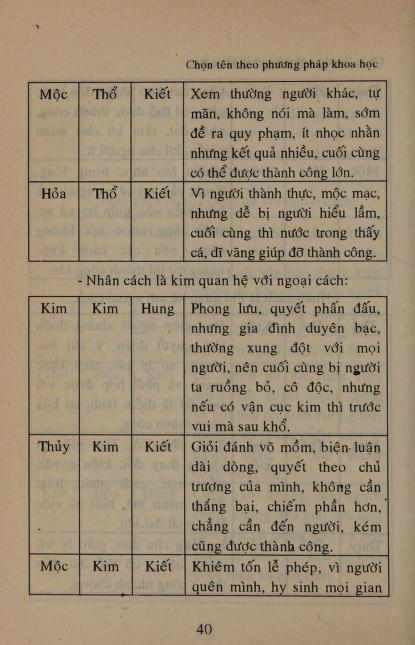 Chọn tên theo phương pháp khoa học
Mộc Thổ Kiết Xem thường người khác, tự
mãn, không nói mà làm, sớm
đề ra quy phạm, ít nhọc nhằn
nhưng kết quả nhiều, cuối cùng
có thể được thành công lớn.
Hỏa Thổ Kiết Vì người thành thực, mộc mạc,
nhưng dễ bị người hiểu lầm,
cuối cùng thì nước trong thấy
cá, dĩ vãng giúp đỡ thành công.
- Nhân cách là kim quan hệ với ngoại cách:
Kim Kim Hung Phong lưu, quyết phấn đấu,
nhưng gia đình duyên bạc,
thường xung đột với mọi
người, nên cuối cùng bị người
ta ruồng bỏ, cô độc, nhưng
nếu có vận cục kim thì trước
vui mà sau khổ.
Thủy Kim Kiết Giỏi đánh võ mồm, biện luận
dài dòng, quyết theo chủ
trương của mình, không cần
thắng bại, chiếm phần hơn,
chẳng cần đến người, kém
cũng được thành công.
Mộc Kim Kiết Khiêm tốn lễ phép, vì người
quên mình, hy sinh mọi gian
40